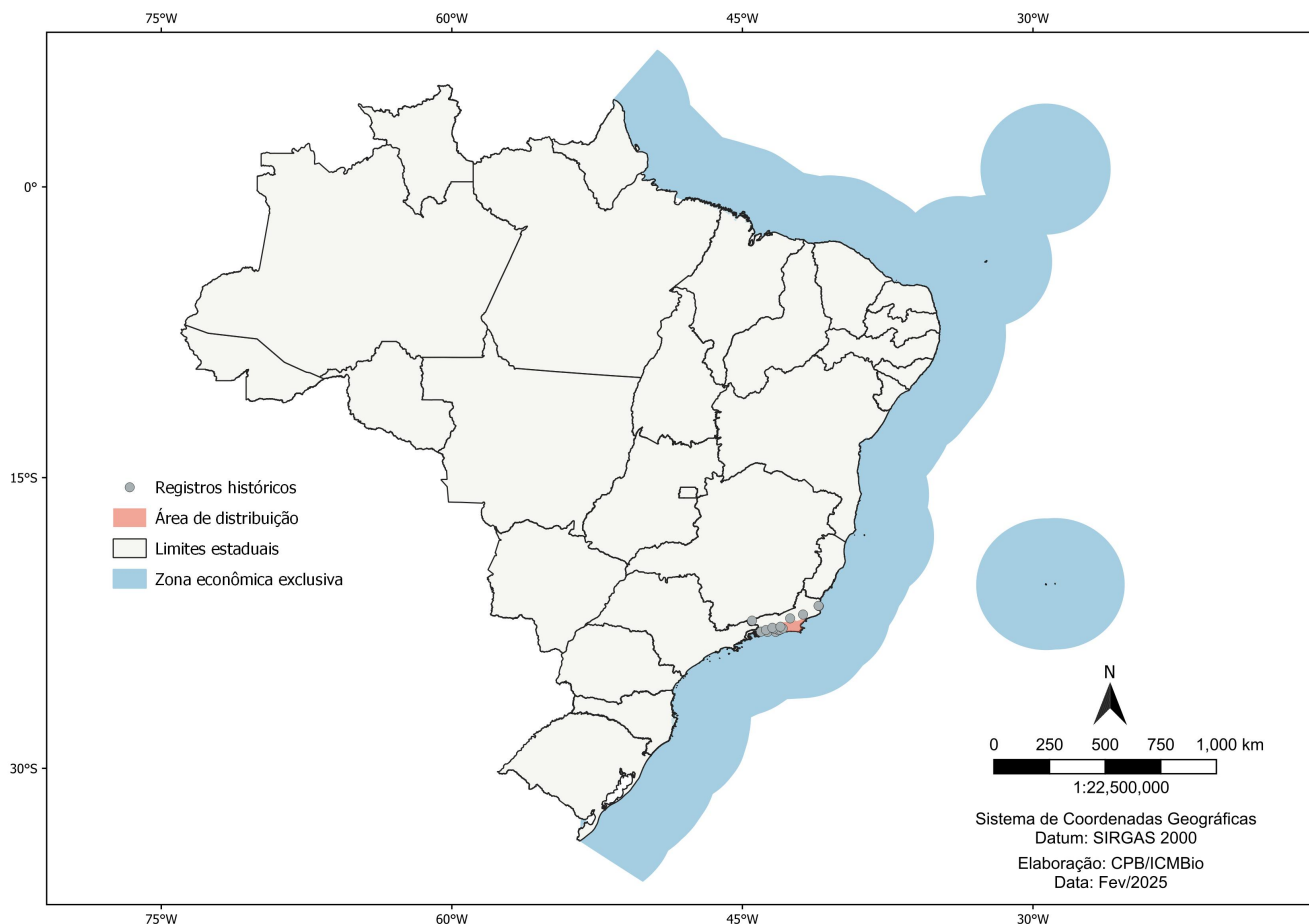 75°W 60°W 45°W 30°W
0°
15°S
30°S
Registros históricos
Área de distribuição
Limites estaduais
Zona econômica exclusiva
N
0 250 500 750 1,000 km
1:22,500,000
Sistema de Coordenadas Geográficas
Datum: SIRGAS 2000
Elaboração: CPB/ICMBio
Data: Fev/2025
75°W 60°W 45°W 30°W